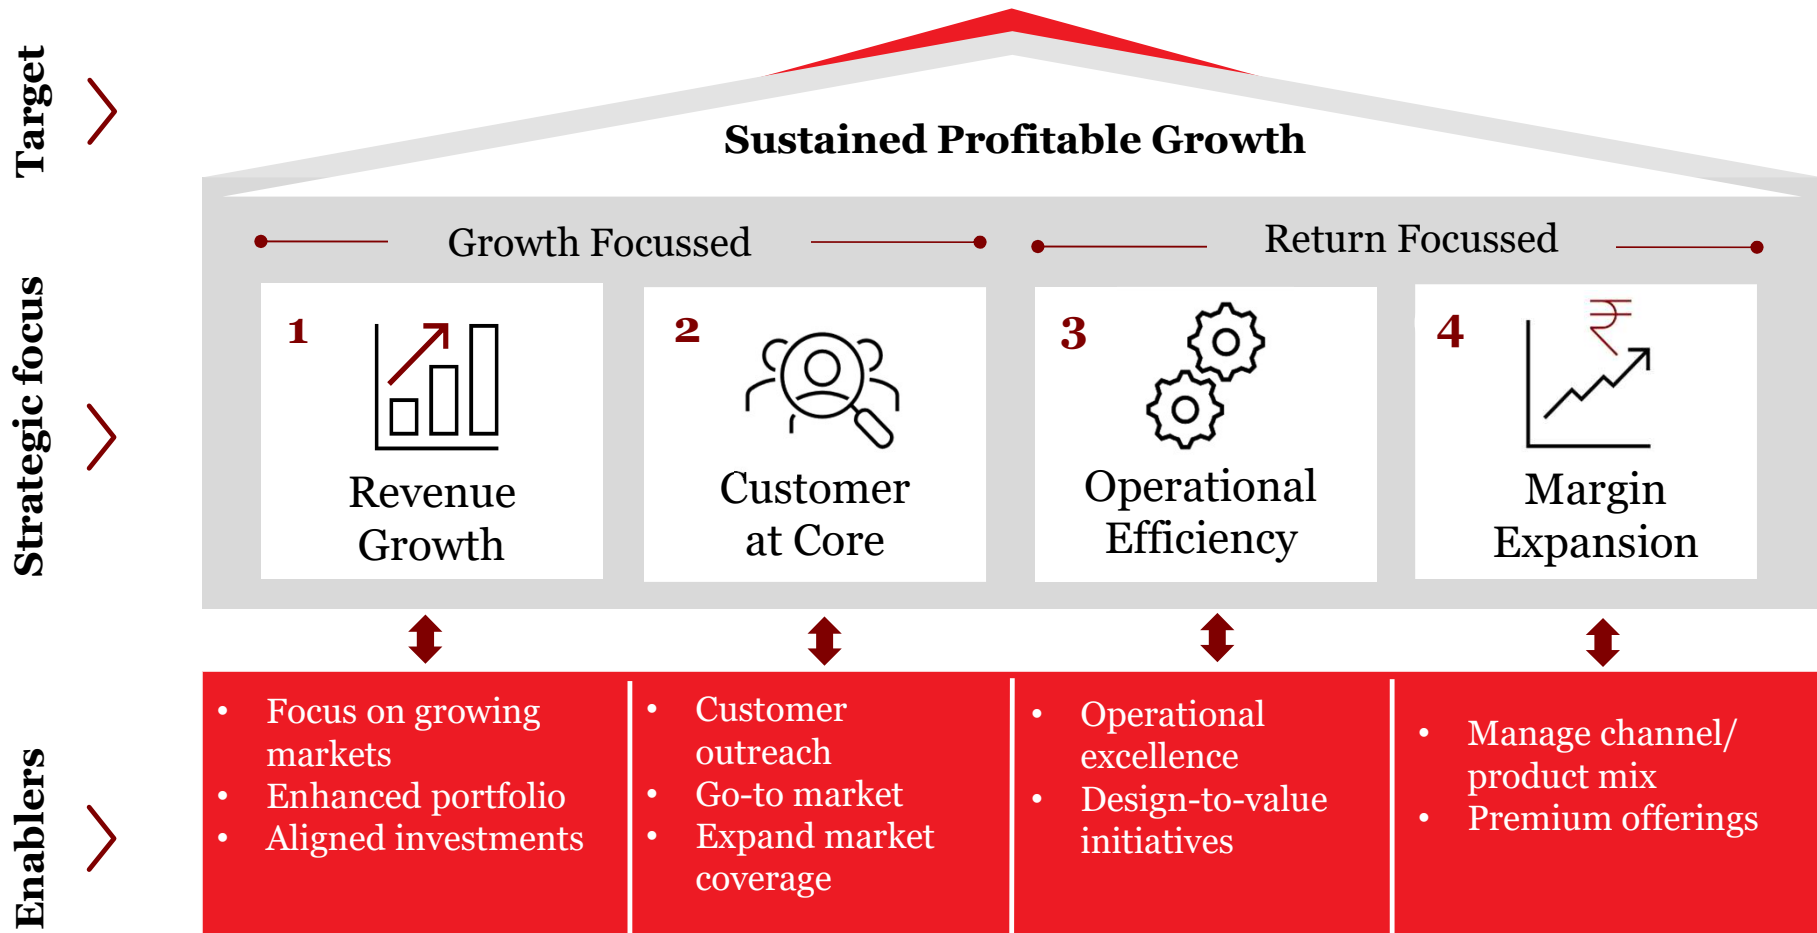 Target
Sustained Profitable Growth
Strategic focus
Growth Focussed
Return Focussed
1
Revenue
Growth
2
Customer
at Core
3
Operational
Efficiency
4
₹
Margin
Expansion
Enablers
• Focus on growing
markets
• Enhanced portfolio
• Aligned investments
• Customer
outreach
• Go-to market
• Expand market
coverage
• Operational
excellence
• Design-to-value
initiatives
• Manage channel/
product mix
• Premium offerings